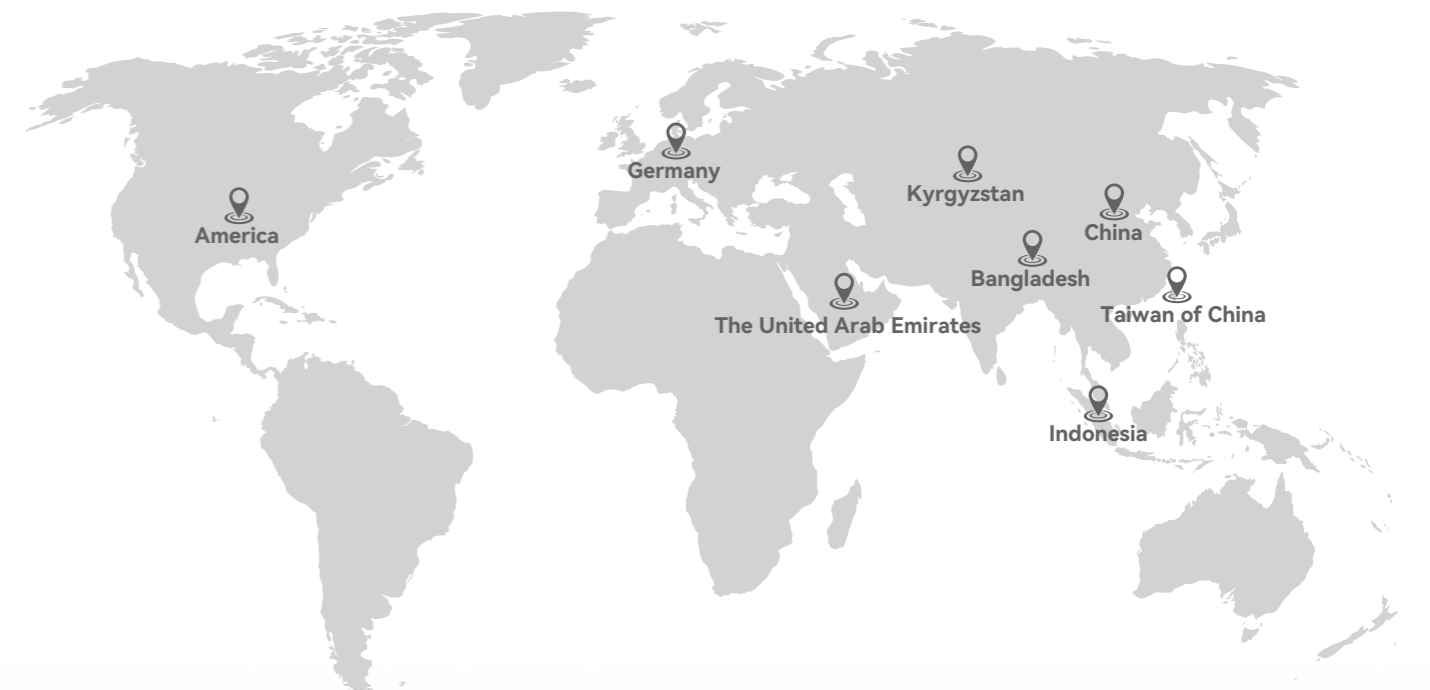 Germany
Kyrgyzstan
America
China
Bangladesh
Taiwan of China
The United Arab Emirates
Indonesia